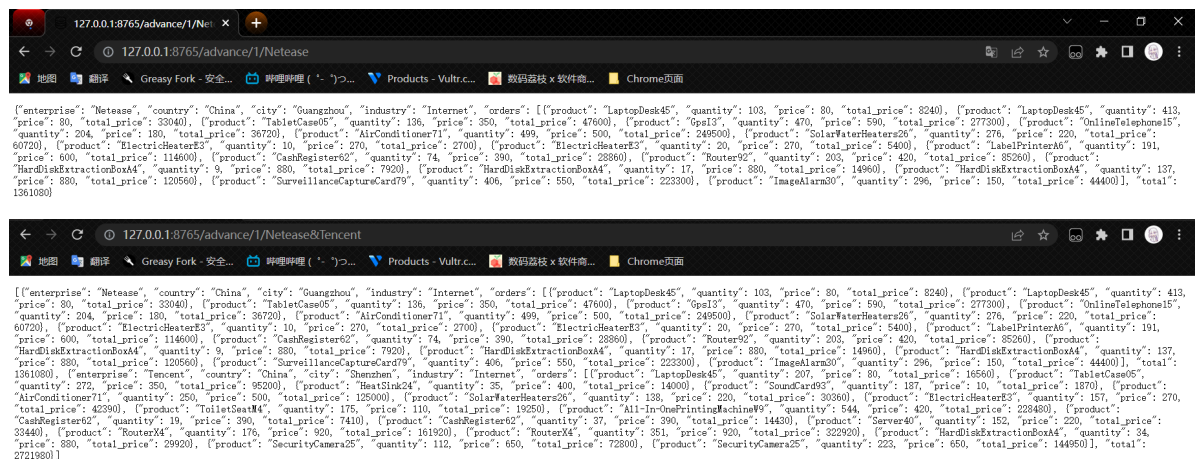 127.0.0.1:8765/advance/1/Net
127.0.0.1:8765/advance/1/Netease
地图 翻译 Greasy Fork - 安全... 哔哩哔哩 ( ゜- ゜)つ... Products - Vultr.c... 数码荔枝 x 软件商... Chrome页面
{"enterprise": "Netease", "country": "China", "city": "Guangzhou", "industry": "Internet", "orders": [{"product": "LaptopDesk45", "quantity": 103, "price": 80, "total_price": 8240}, {"product": "LaptopDesk45", "quantity": 413,
"price": 80, "total_price": 33040}, {"product": "TabletCase05", "quantity": 136, "price": 350, "total_price": 47600}, {"product": "GpsI3", "quantity": 470, "price": 590, "total_price": 277300}, {"product": "OnlineTelephone15",
"quantity": 204, "price": 180, "total_price": 36720}, {"product": "AirConditioner71", "quantity": 499, "price": 500, "total_price": 249500}, {"product": "SolarWaterHeaters26", "quantity": 276, "price": 220, "total_price":
60720}, {"product": "ElectricHeaterE3", "quantity": 10, "price": 270, "total_price": 2700}, {"product": "ElectricHeaterE3", "quantity": 20, "price": 270, "total_price": 5400}, {"product": "LabelPrinterA6", "quantity": 191,
"price": 600, "total_price": 114600}, {"product": "CashRegister62", "quantity": 74, "price": 390, "total_price": 28860}, {"product": "Router92", "quantity": 203, "price": 420, "total_price": 85260}, {"product":
"HardDiskExtractionBoxA4", "quantity": 9, "price": 880, "total_price": 7920}, {"product": "HardDiskExtractionBoxA4", "quantity": 17, "price": 880, "total_price": 14960}, {"product": "HardDiskExtractionBoxA4", "quantity": 137,
"price": 880, "total_price": 120560}, {"product": "SurveillanceCaptureCard79", "quantity": 406, "price": 550, "total_price": 223300}, {"product": "ImageAlarm30", "quantity": 296, "price": 150, "total_price": 44400}], "total":
1361080}
127.0.0.1:8765/advance/1/Netease&Tencent
地图 翻译 Greasy Fork - 安全... 哔哩哔哩 ( ゜- ゜)つ... Products - Vultr.c... 数码荔枝 x 软件商... Chrome页面
[{"enterprise": "Netease", "country": "China", "city": "Guangzhou", "industry": "Internet", "orders": [{"product": "LaptopDesk45", "quantity": 103, "price": 80, "total_price": 8240}, {"product": "LaptopDesk45", "quantity": 413,
"price": 80, "total_price": 33040}, {"product": "TabletCase05", "quantity": 136, "price": 350, "total_price": 47600}, {"product": "GpsI3", "quantity": 470, "price": 590, "total_price": 277300}, {"product": "OnlineTelephone15",
"quantity": 204, "price": 180, "total_price": 36720}, {"product": "AirConditioner71", "quantity": 499, "price": 500, "total_price": 249500}, {"product": "SolarWaterHeaters26", "quantity": 276, "price": 220, "total_price":
60720}, {"product": "ElectricHeaterE3", "quantity": 10, "price": 270, "total_price": 2700}, {"product": "ElectricHeaterE3", "quantity": 20, "price": 270, "total_price": 5400}, {"product": "LabelPrinterA6", "quantity": 191,
"price": 600, "total_price": 114600}, {"product": "CashRegister62", "quantity": 74, "price": 390, "total_price": 28860}, {"product": "Router92", "quantity": 203, "price": 420, "total_price": 85260}, {"product":
"HardDiskExtractionBoxA4", "quantity": 9, "price": 880, "total_price": 7920}, {"product": "HardDiskExtractionBoxA4", "quantity": 17, "price": 880, "total_price": 14960}, {"product": "HardDiskExtractionBoxA4", "quantity": 137,
"price": 880, "total_price": 120560}, {"product": "SurveillanceCaptureCard79", "quantity": 406, "price": 550, "total_price": 223300}, {"product": "ImageAlarm30", "quantity": 296, "price": 150, "total_price": 44400}], "total":
1361080}, {"enterprise": "Tencent", "country": "China", "city": "Shenzhen", "industry": "Internet", "orders": [{"product": "LaptopDesk45", "quantity": 207, "price": 80, "total_price": 16560}, {"product": "TabletCase05",
"quantity": 272, "price": 350, "total_price": 95200}, {"product": "HeatSink24", "quantity": 35, "price": 400, "total_price": 14000}, {"product": "SoundCard93", "quantity": 187, "price": 10, "total_price": 1870}, {"product":
"AirConditioner71", "quantity": 250, "price": 500, "total_price": 125000}, {"product": "SolarWaterHeaters26", "quantity": 138, "price": 220, "total_price": 30360}, {"product": "ElectricHeaterE3", "quantity": 157, "price": 270,
"total_price": 42390}, {"product": "ToiletSeatM4", "quantity": 175, "price": 110, "total_price": 19250}, {"product": "All-In-OnePrintingMachineW9", "quantity": 544, "price": 420, "total_price": 228480}, {"product":
"CashRegister62", "quantity": 19, "price": 390, "total_price": 7410}, {"product": "CashRegister62", "quantity": 37, "price": 390, "total_price": 14430}, {"product": "Server40", "quantity": 152, "price": 220, "total_price":
33440}, {"product": "RouterX4", "quantity": 176, "price": 920, "total_price": 161920}, {"product": "RouterX4", "quantity": 351, "price": 920, "total_price": 322920}, {"product": "HardDiskExtractionBoxA4", "quantity": 34,
"price": 880, "total_price": 29920}, {"product": "SecurityCamera25", "quantity": 112, "price": 650, "total_price": 72800}, {"product": "SecurityCamera25", "quantity": 223, "price": 650, "total_price": 144950}], "total":
2721980}]